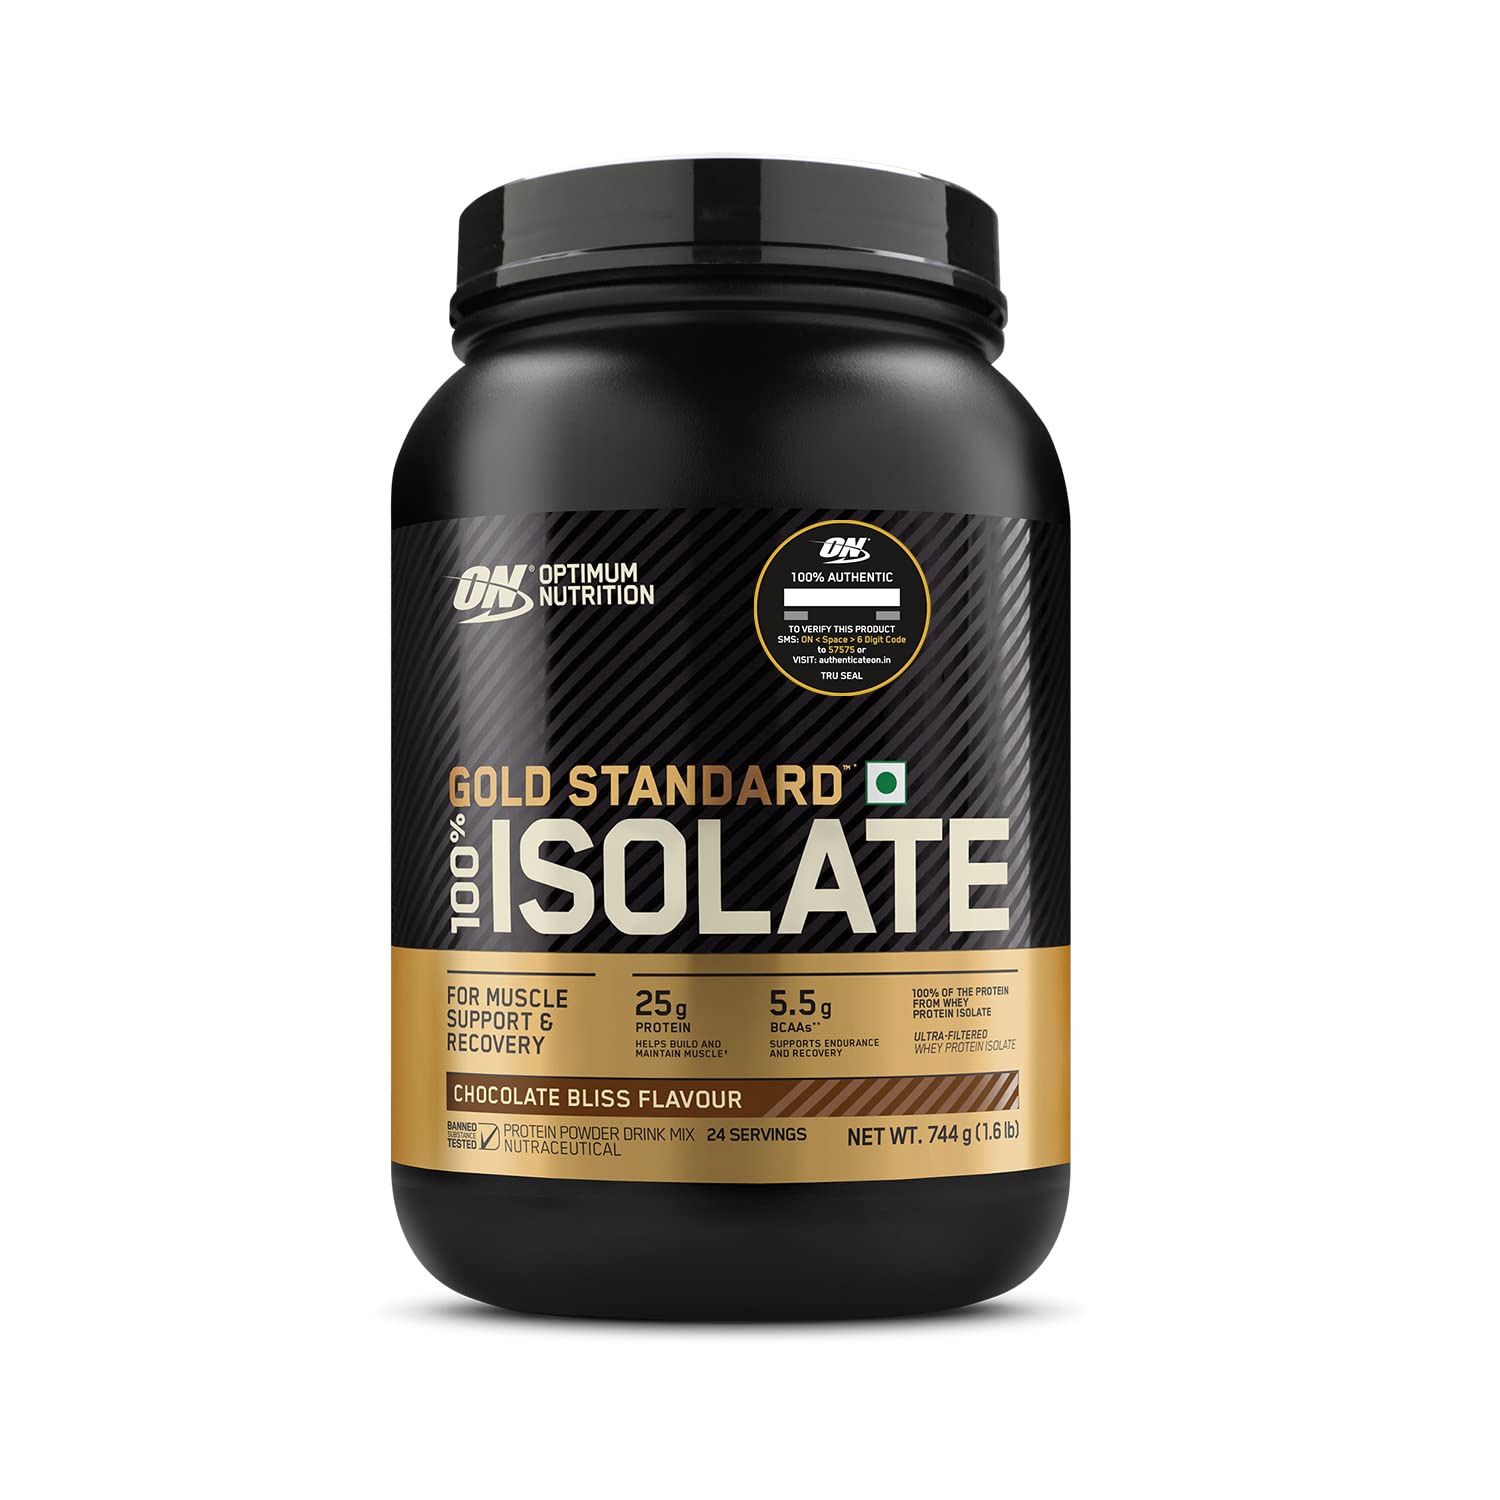 ON® OPTIMUM
NUTRITION
ON®
100% AUTHENTIC
TO VERIFY THIS PRODUCT
SMS: ON < Space > 6 Digit Code
to 57575 or
VISIT: authenticateon.in
TRU SEAL
GOLD STANDARD™*
100% ISOLATE
FOR MUSCLE
SUPPORT &
RECOVERY
25g
PROTEIN
HELPS BUILD AND
MAINTAIN MUSCLE†
5.5g
BCAAs**
SUPPORTS ENDURANCE
AND RECOVERY
100% OF THE PROTEIN
FROM WHEY
PROTEIN ISOLATE
ULTRA-FILTERED
WHEY PROTEIN ISOLATE
CHOCOLATE BLISS FLAVOUR
BANNED
SUBSTANCE
TESTED
PROTEIN POWDER DRINK MIX
NUTRACEUTICAL
24 SERVINGS
NET WT. 744 g (1.6 lb)